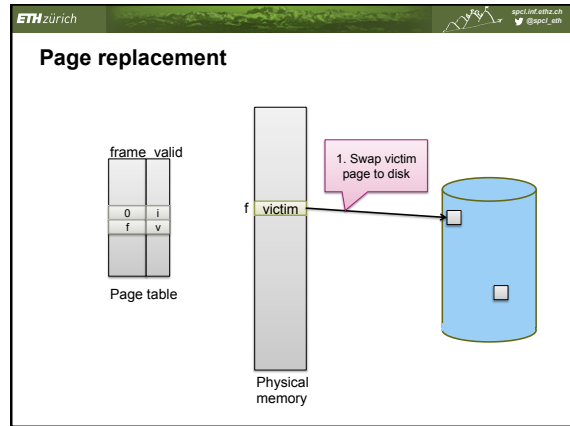 ETH zürich
spcl.inf.ethz.ch
@spcl_eth
Page replacement
frame valid
0 i
f v
Page table
f victim
1. Swap victim
page to disk
Physical
memory